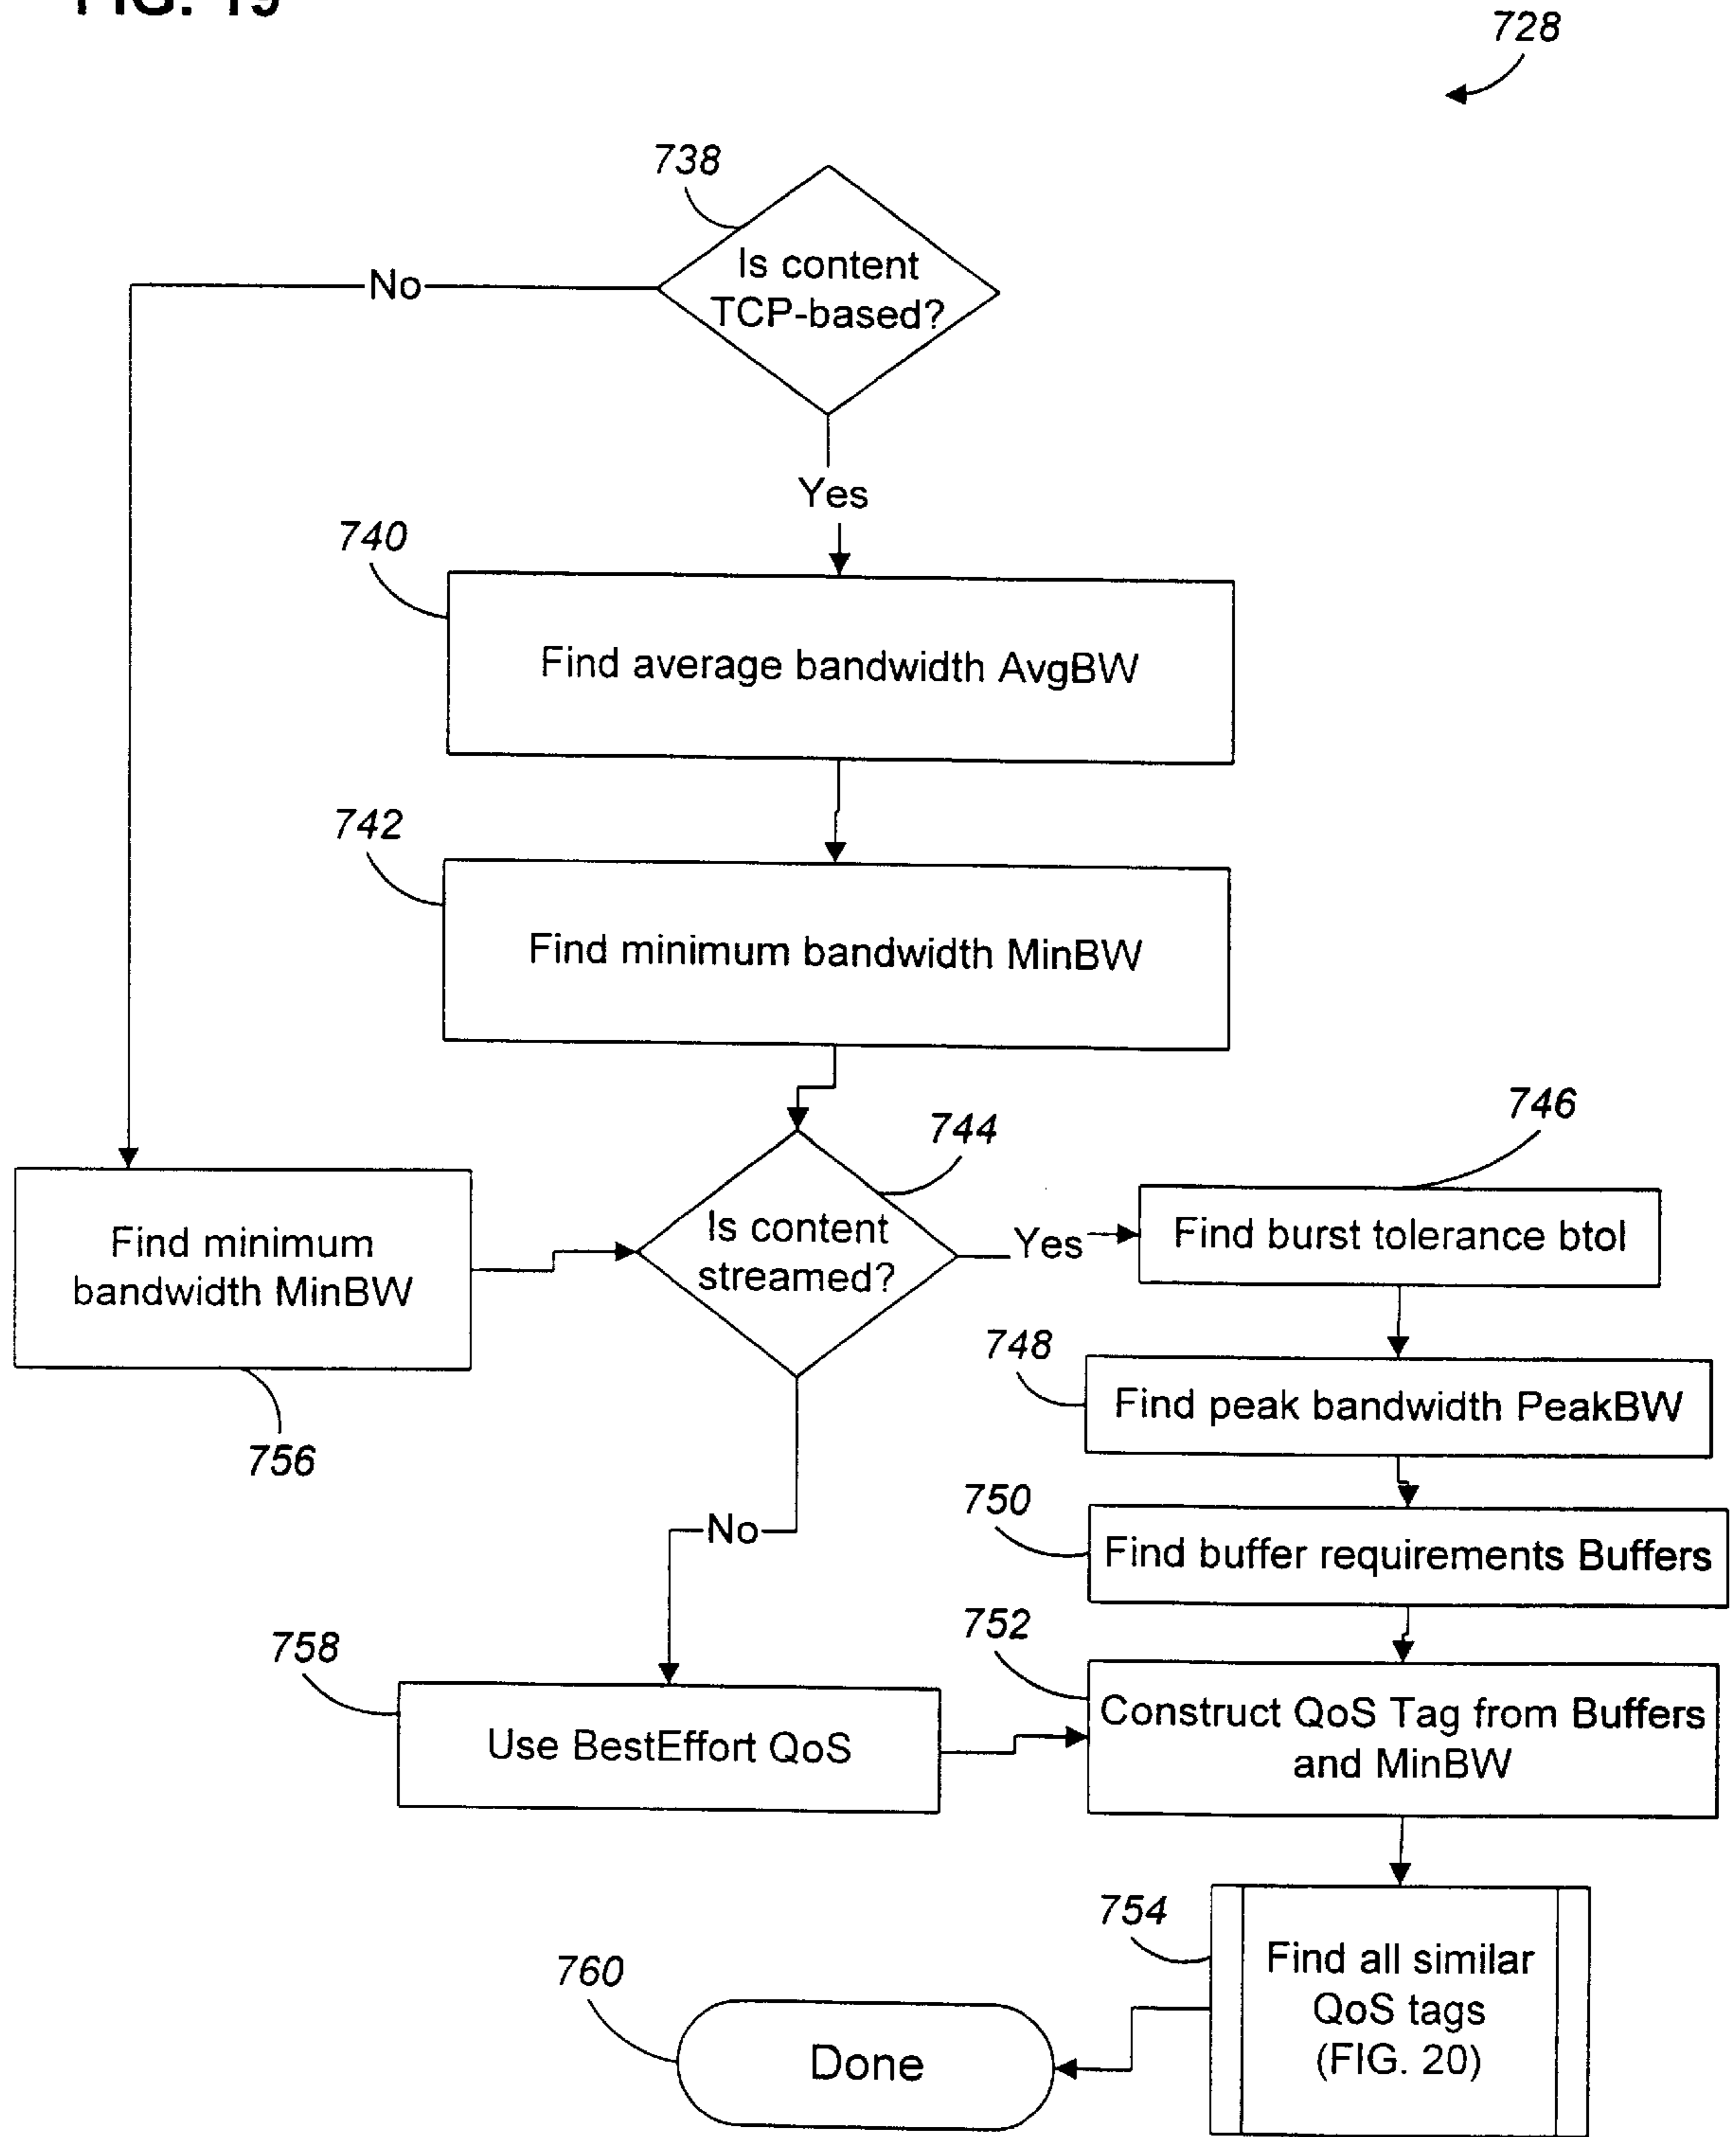 FIG. 19
728
738
Is content
TCP-based?
No
Yes
740
Find average bandwidth AvgBW
742
Find minimum bandwidth MinBW
744
746
Is content
streamed?
Yes
Find burst tolerance btol
Find minimum
bandwidth MinBW
756
748
Find peak bandwidth PeakBW
750
Find buffer requirements Buffers
No
752
758
Use BestEffort QoS
Construct QoS Tag from Buffers
and MinBW
754
Find all similar
QoS tags
(FIG. 20)
760
Done